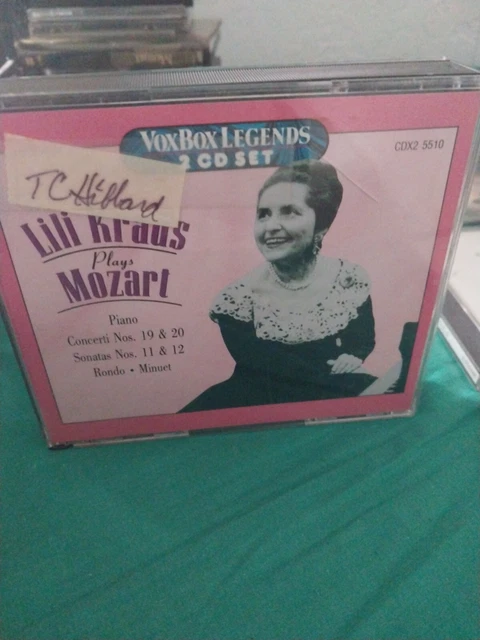 VOXBOX LEGENDS
2 CD SET
CDX2 5510
TC Hibbard
Lili Kraus
Plays
Mozart
Piano
Concerti Nos. 19 & 20
Sonatas Nos. 11 & 12
Rondo • Minuet